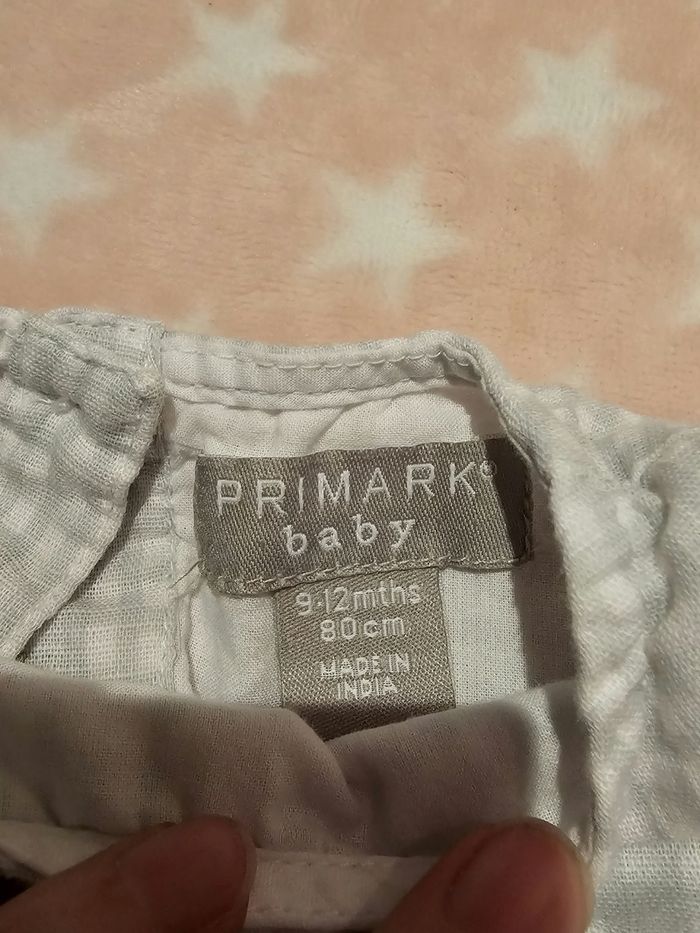 PRIMARK®
baby
9-12mths
80cm
MADE IN
INDIA